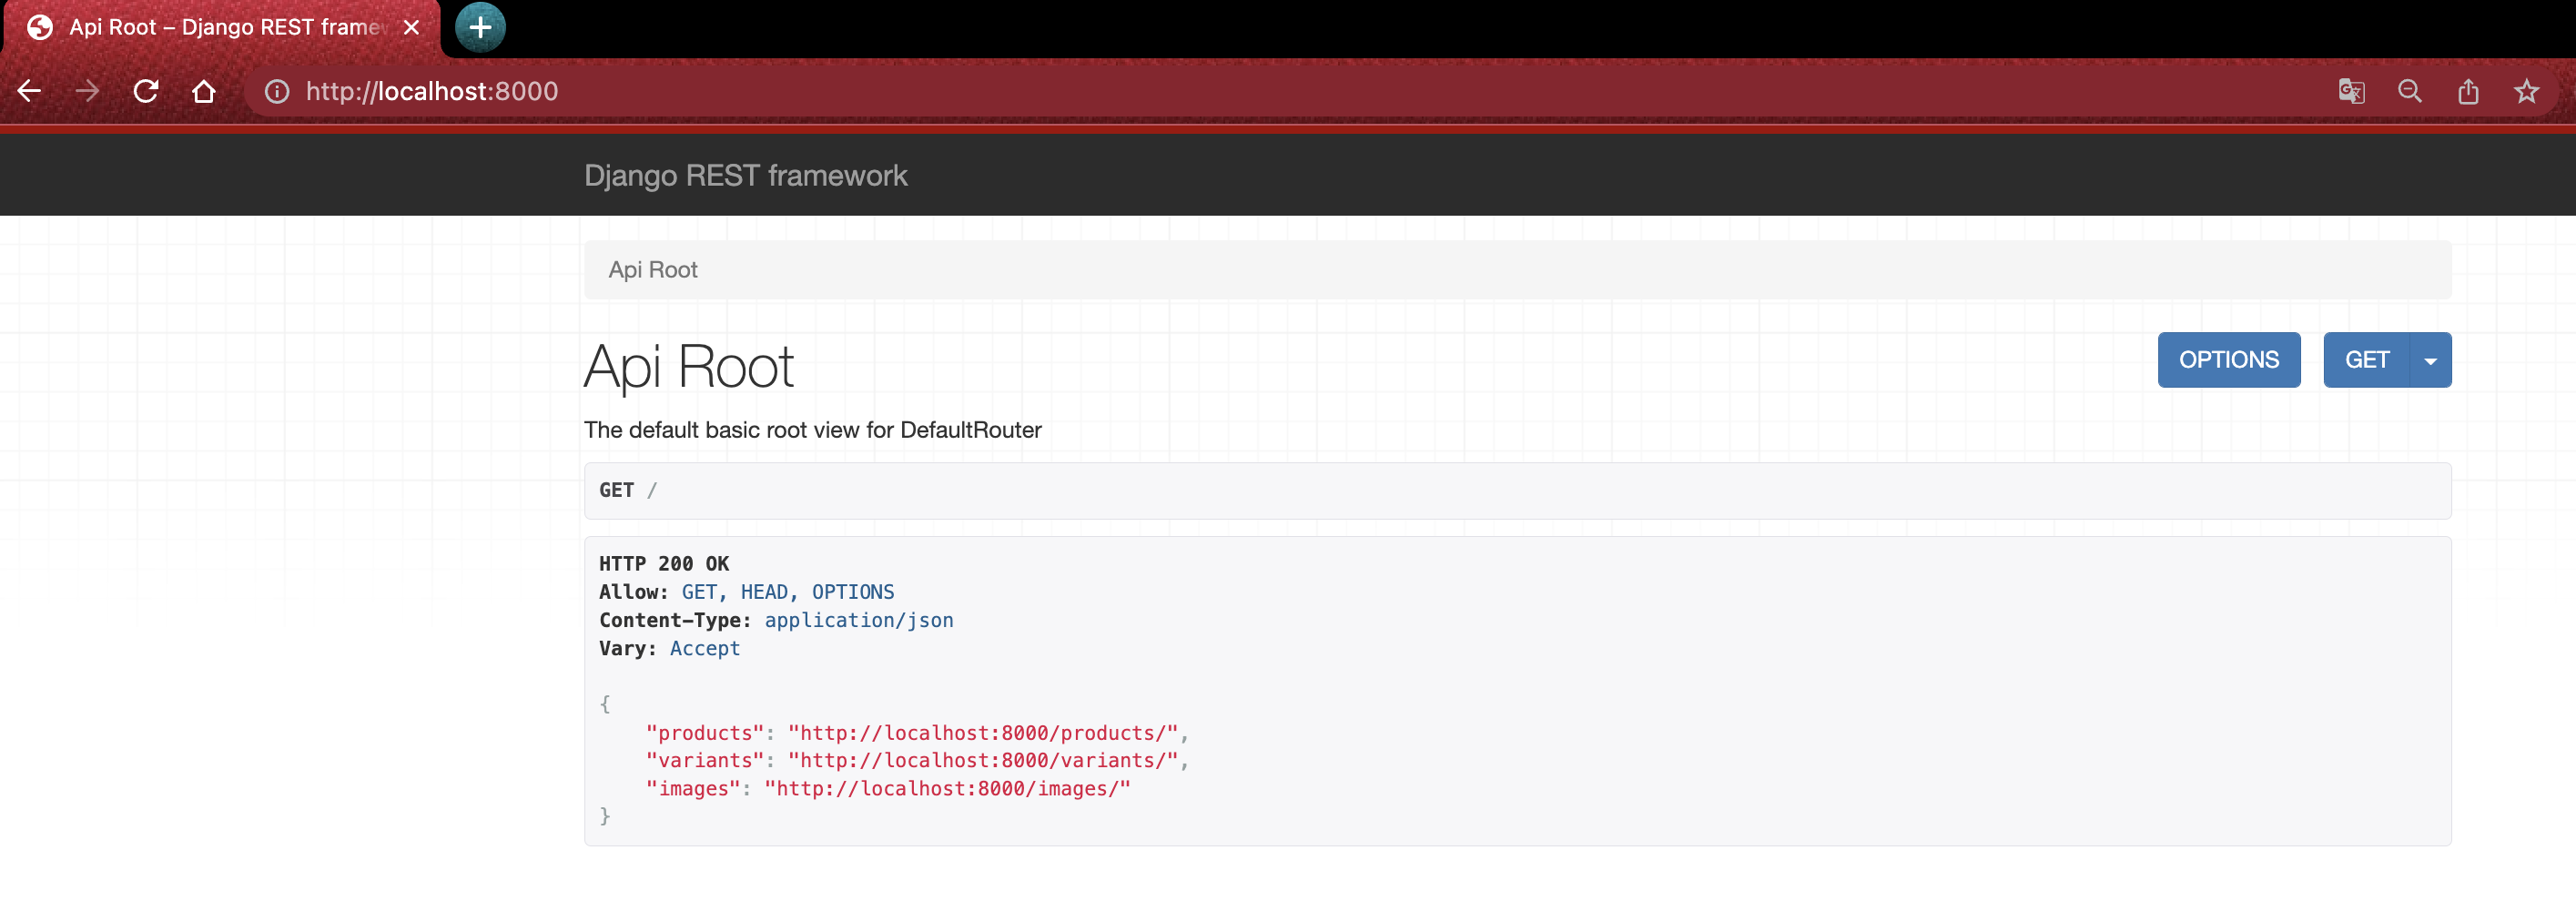 Api Root – Django REST frame
http://localhost:8000
Django REST framework
Api Root
Api Root
OPTIONS
GET
The default basic root view for DefaultRouter
GET /
HTTP 200 OK
Allow: GET, HEAD, OPTIONS
Content-Type: application/json
Vary: Accept
{
"products": "http://localhost:8000/products/",
"variants": "http://localhost:8000/variants/",
"images": "http://localhost:8000/images/"
}